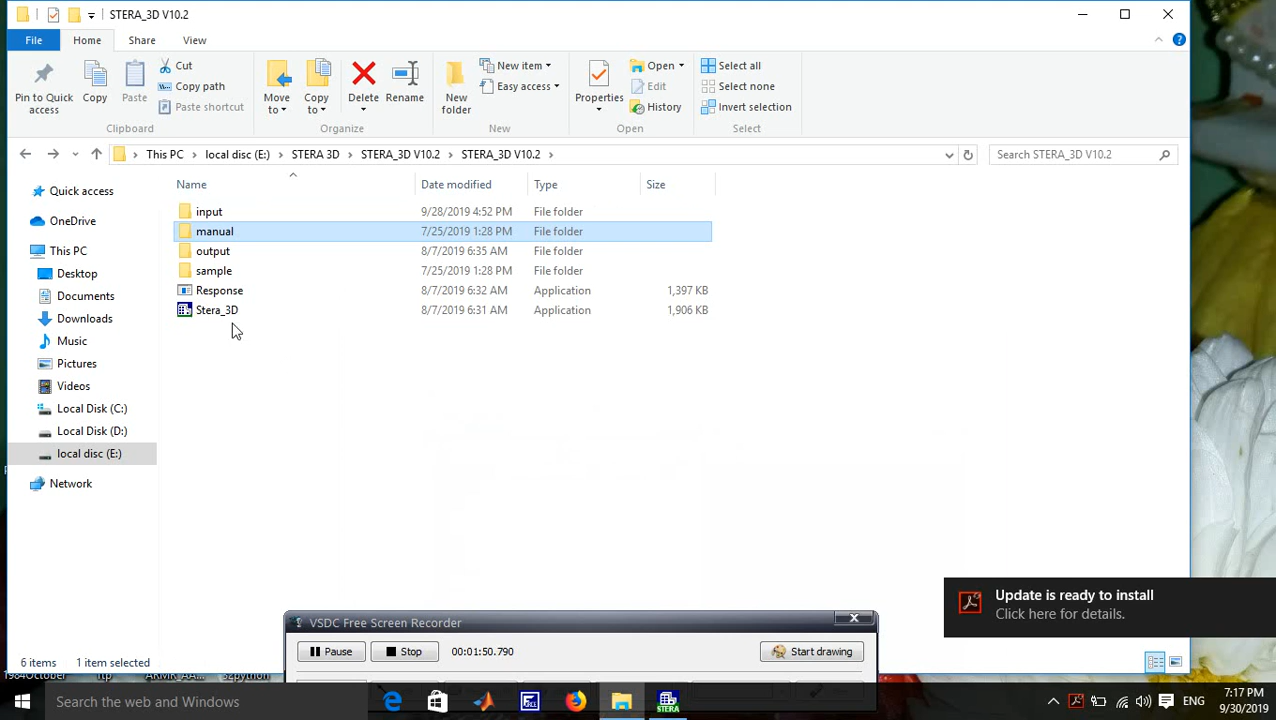 STERA_3D V10.2
File Home Share View
Pin to Quick access
Copy
Paste
Cut
Copy path
Paste shortcut
Clipboard
Move to
Copy to
Delete
Rename
Organize
New folder
New item
Easy access
New
Properties
Open
Edit
History
Open
Select all
Select none
Invert selection
Select
This PC local disc (E:) STERA 3D STERA_3D V10.2 STERA_3D V10.2
Search STERA_3D V10.2
Name Date modified Type Size
Quick access
OneDrive
This PC
Desktop
Documents
Downloads
Music
Pictures
Videos
Local Disk (C:)
Local Disk (D:)
local disc (E:)
Network
input 9/28/2019 4:52 PM File folder
manual 7/25/2019 1:28 PM File folder
output 8/7/2019 6:35 AM File folder
sample 7/25/2019 1:28 PM File folder
Response 8/7/2019 6:32 AM Application 1,397 KB
Stera_3D 8/7/2019 6:31 AM Application 1,906 KB
Update is ready to install
Click here for details.
VSDC Free Screen Recorder
Pause Stop 00:01:50.790 Start drawing
6 items 1 item selected
Search the web and Windows
STERA
ENG
7:17 PM
9/30/2019